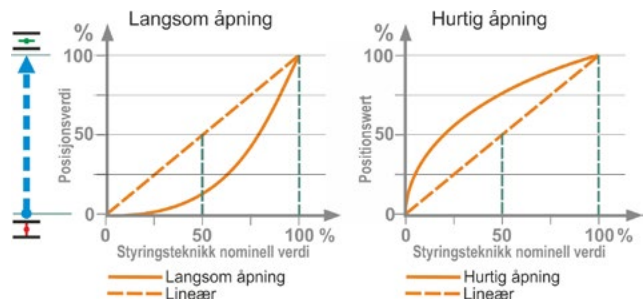 Langsom åpning
%
100
50
0
Posisjonsverdi
0
50
100 %
Styringsteknikk nominell verdi
Langsom åpning
Lineær
Hurtig åpning
%
100
50
0
Positionswert
0
50
100 %
Styringsteknikk nominell verdi
Hurtig åpning
Lineær